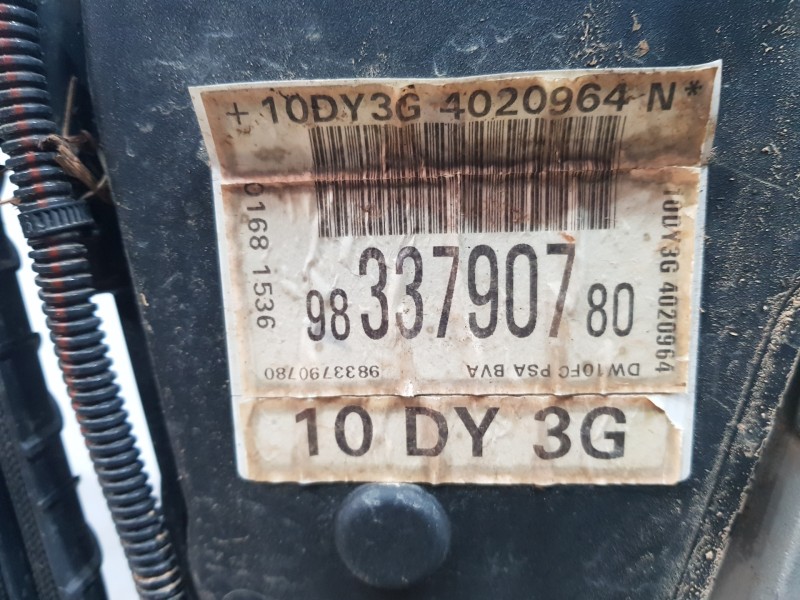 + 10DY3G 4020964 N*
0168 1536
98 337907 80
10DY3G 4020964
9833790780
DW10FC PSA BVA
10 DY 3G